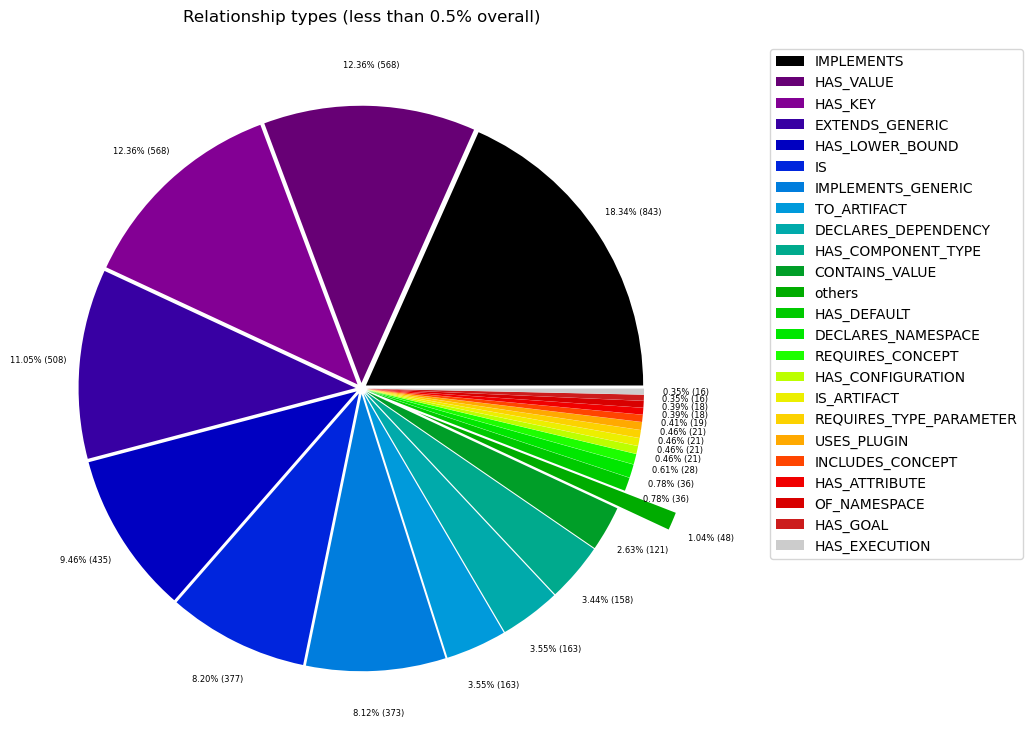 Relationship types (less than 0.5% overall)
12.36% (568)
12.36% (568)
18.34% (843)
11.05% (508)
9.46% (435)
8.20% (377)
8.12% (373)
3.55% (163)
3.55% (163)
3.44% (158)
2.63% (121)
1.04% (48)
0.78% (36)
0.78% (36)
0.61% (28)
0.46% (21)
0.46% (21)
0.46% (21)
0.46% (21)
0.41% (19)
0.39% (18)
0.39% (18)
0.35% (16)
0.35% (16)
IMPLEMENTS
HAS_VALUE
HAS_KEY
EXTENDS_GENERIC
HAS_LOWER_BOUND
IS
IMPLEMENTS_GENERIC
TO_ARTIFACT
DECLARES_DEPENDENCY
HAS_COMPONENT_TYPE
CONTAINS_VALUE
others
HAS_DEFAULT
DECLARES_NAMESPACE
REQUIRES_CONCEPT
HAS_CONFIGURATION
IS_ARTIFACT
REQUIRES_TYPE_PARAMETER
USES_PLUGIN
INCLUDES_CONCEPT
HAS_ATTRIBUTE
OF_NAMESPACE
HAS_GOAL
HAS_EXECUTION